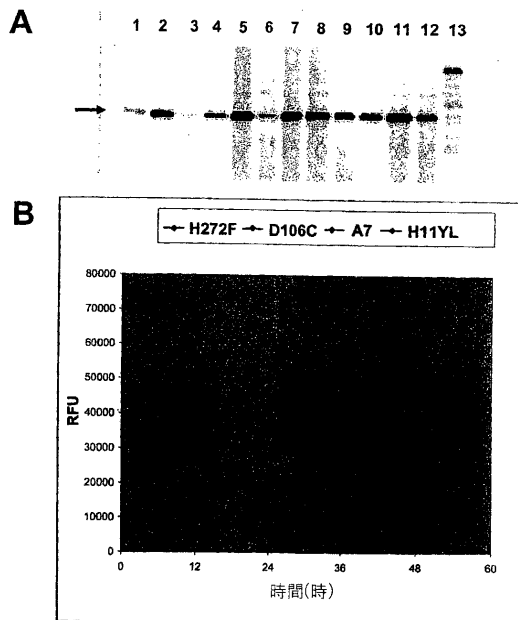 A
1 2 3 4 5 6 7 8 9 10 11 12 13
B
H272F D106C A7 H11YL
80000
70000
60000
50000
40000
30000
20000
10000
0
RFU
0 12 24 36 48 60
時間(時)